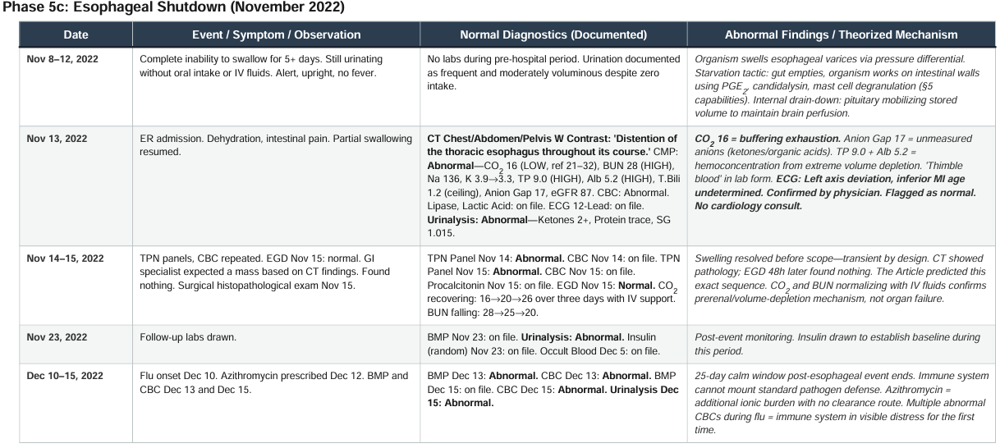 Phase 5c: Esophageal Shutdown (November 2022)
Date
Event / Symptom / Observation
Normal Diagnostics (Documented)
Abnormal Findings / Theorized Mechanism
Nov 8–12, 2022
Complete inability to swallow for 5+ days. Still urinating
without oral intake or IV fluids. Alert, upright, no fever.
No labs during pre-hospital period. Urination documented
as frequent and moderately voluminous despite zero
intake.
Organism swells esophageal varices via pressure differential.
Starvation tactic: gut empties, organism works on intestinal walls
using PGE2, candidalysin, mast cell degranulation (§5
capabilities). Internal drain-down: pituitary mobilizing stored
volume to maintain brain perfusion.
Nov 13, 2022
ER admission. Dehydration, intestinal pain. Partial swallowing
resumed.
CT Chest/Abdomen/Pelvis W Contrast: 'Distention of
the thoracic esophagus throughout its course.' CMP:
Abnormal—CO2 16 (LOW, ref 21–32), BUN 28 (HIGH),
Na 136, K 3.9→3.3, TP 9.0 (HIGH), Alb 5.2 (HIGH), T.Bili
1.2 (ceiling), Anion Gap 17, eGFR 87. CBC: Abnormal.
Lipase, Lactic Acid: on file. ECG 12-Lead: on file.
Urinalysis: Abnormal—Ketones 2+, Protein trace, SG
1.015.
CO2 16 = buffering exhaustion. Anion Gap 17 = unmeasured
anions (ketones/organic acids). TP 9.0 + Alb 5.2 =
hemoconcentration from extreme volume depletion. 'Thimble
blood' in lab form. ECG: Left axis deviation, inferior MI age
undetermined. Confirmed by physician. Flagged as normal.
No cardiology consult.
Nov 14–15, 2022
TPN panels, CBC repeated. EGD Nov 15: normal. GI
specialist expected a mass based on CT findings. Found
nothing. Surgical histopathological exam Nov 15.
TPN Panel Nov 14: Abnormal. CBC Nov 14: on file. TPN
Panel Nov 15: Abnormal. CBC Nov 15: on file.
Procalcitonin Nov 15: on file. EGD Nov 15: Normal. CO2
recovering: 16→20→26 over three days with IV support.
BUN falling: 28→25→20.
Swelling resolved before scope—transient by design. CT showed
pathology; EGD 48h later found nothing. The Article predicted this
exact sequence. CO2 and BUN normalizing with IV fluids confirms
prerenal/volume-depletion mechanism, not organ failure.
Nov 23, 2022
Follow-up labs drawn.
BMP Nov 23: on file. Urinalysis: Abnormal. Insulin
(random) Nov 23: on file. Occult Blood Dec 5: on file.
Post-event monitoring. Insulin drawn to establish baseline during
this period.
Dec 10–15, 2022
Flu onset Dec 10. Azithromycin prescribed Dec 12. BMP and
CBC Dec 13 and Dec 15.
BMP Dec 13: Abnormal. CBC Dec 13: Abnormal. BMP
Dec 15: on file. CBC Dec 15: Abnormal. Urinalysis Dec
15: Abnormal.
25-day calm window post-esophageal event ends. Immune system
cannot mount standard pathogen defense. Azithromycin =
additional ionic burden with no clearance route. Multiple abnormal
CBCs during flu = immune system in visible distress for the first
time.